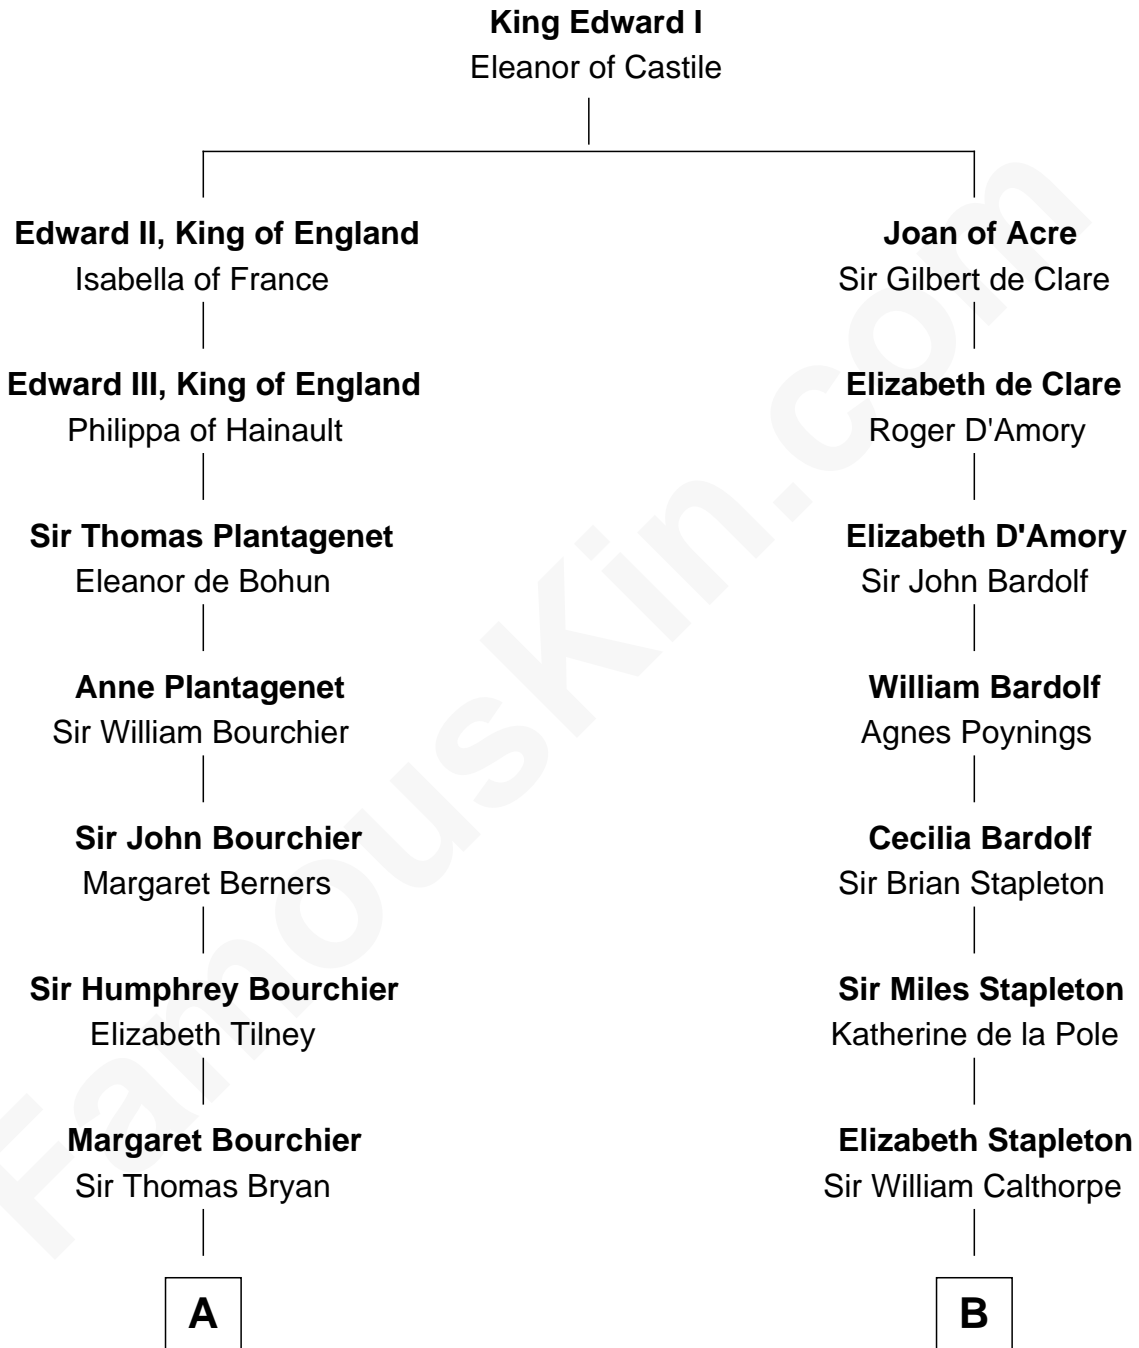 King Edward I
Eleanor of Castile
Edward II, King of England
Isabella of France
Joan of Acre
Sir Gilbert de Clare
Edward III, King of England
Philippa of Hainault
Elizabeth de Clare
Roger D'Amory
Sir Thomas Plantagenet
Eleanor de Bohun
Elizabeth D'Amory
Sir John Bardolf
Anne Plantagenet
Sir William Bourchier
William Bardolf
Agnes Poynings
Sir John Bourchier
Margaret Berners
Cecilia Bardolf
Sir Brian Stapleton
Sir Humphrey Bourchier
Elizabeth Tilney
Sir Miles Stapleton
Katherine de la Pole
Margaret Bourchier
Sir Thomas Bryan
Elizabeth Stapleton
Sir William Calthorpe
A
B
FamousKin.com